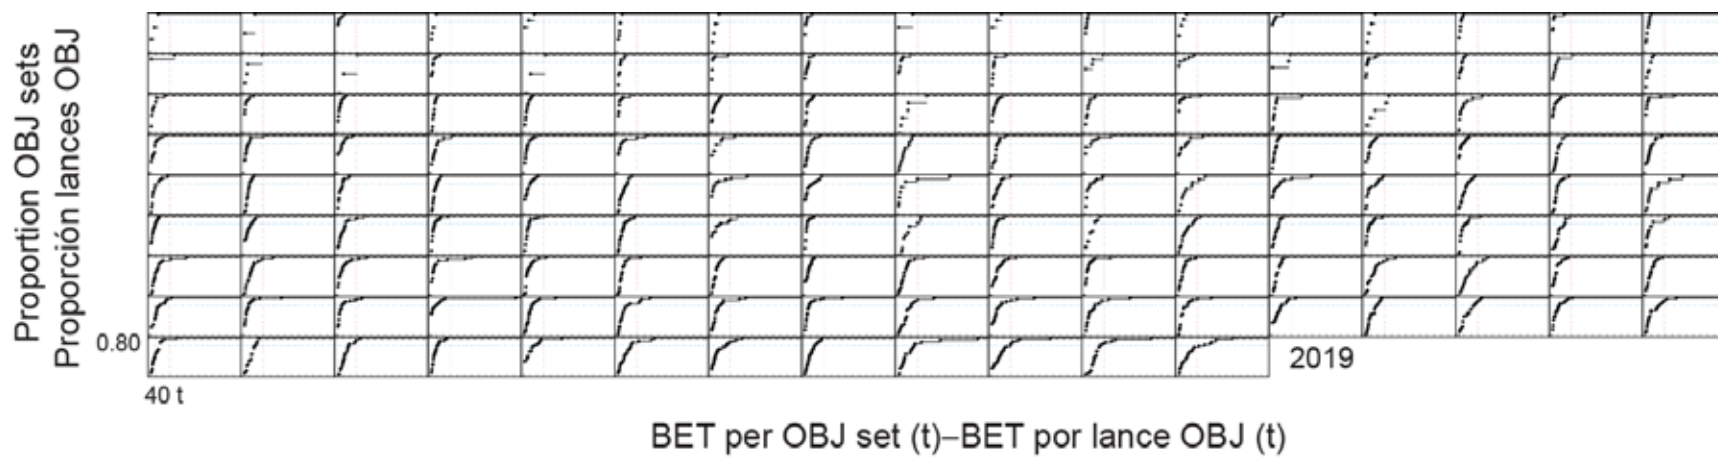 Proportion OBJ sets
Proporción lances OBJ
0.80
2019
40 t
BET per OBJ set (t)–BET por lance OBJ (t)